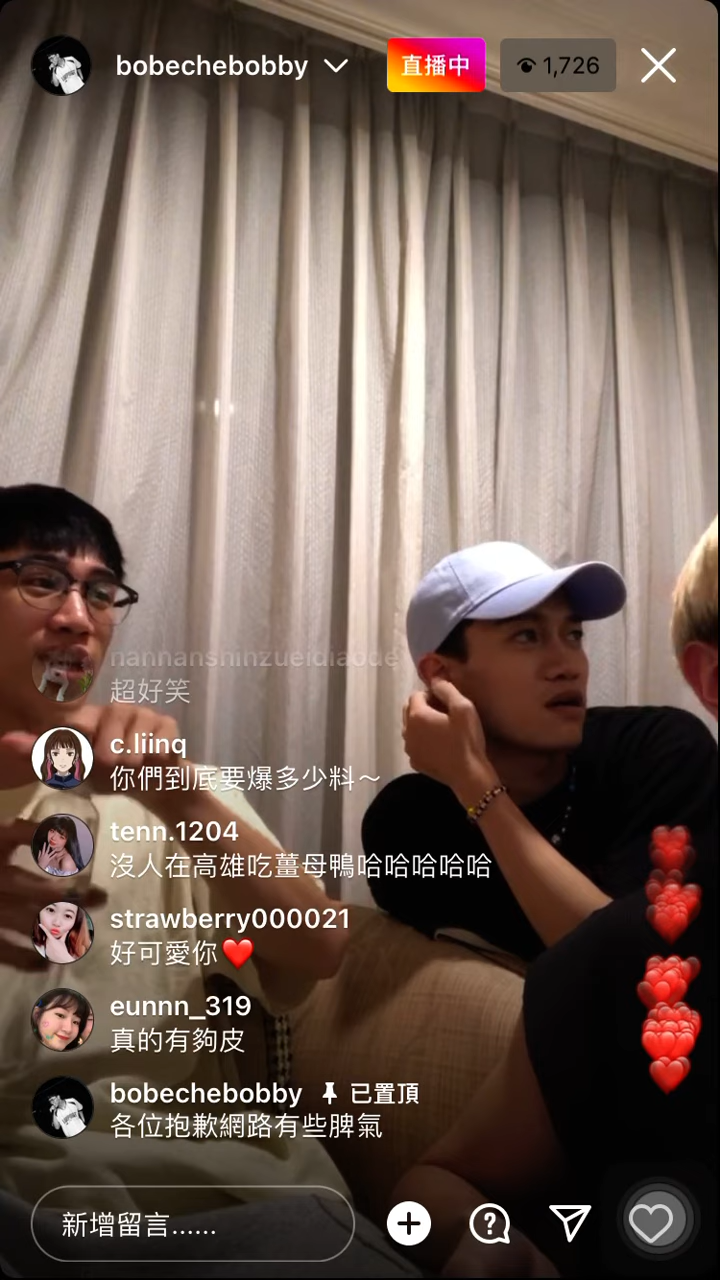 bobechebobby
直播中
1,726
nannanshinzueidiaode
超好笑
c.liinq
你們到底要爆多少料～
tenn.1204
沒人在高雄吃薑母鴨哈哈哈哈哈
strawberry000021
好可愛你❤️
eunnn_319
真的有夠皮
bobechebobby 已置頂
各位抱歉網路有些脾氣
新增留言......